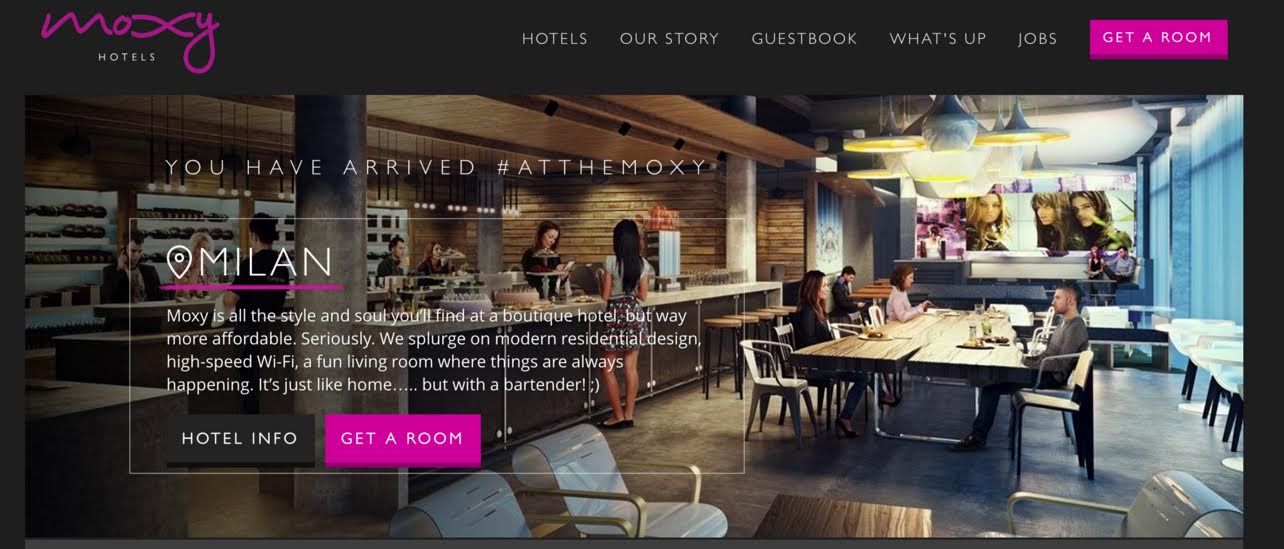 moxy
HOTELS
HOTELS OUR STORY GUESTBOOK WHAT'S UP JOBS GET A ROOM
YOU HAVE ARRIVED #ATTHEMOXY
MILAN
Moxy is all the style and soul you'll find at a boutique hotel, but way
more affordable. Seriously. We splurge on modern residential design,
high-speed Wi-Fi, a fun living room where things are always
happening. It's just like home..... but with a bartender! ;)
HOTEL INFO GET A ROOM